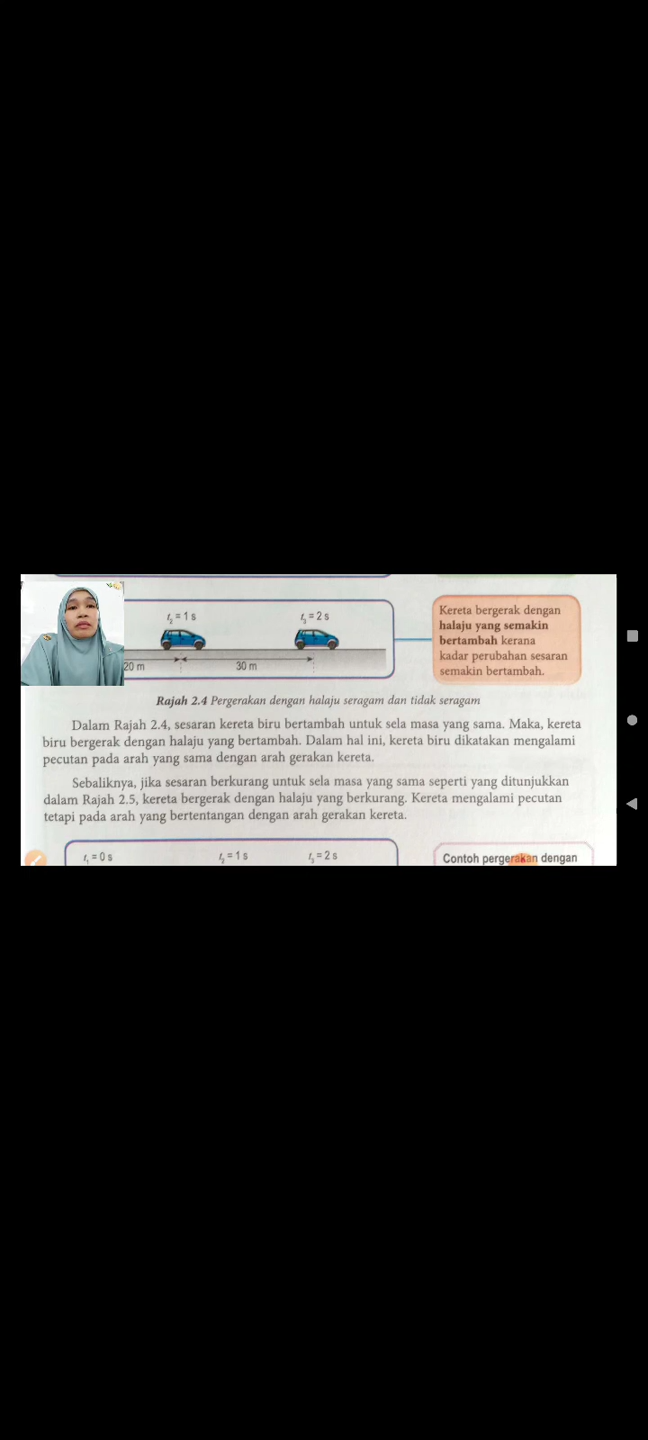 t₂ = 1 s
t₃ = 2 s
20 m
30 m
Kereta bergerak dengan
halaju yang semakin
bertambah kerana
kadar perubahan sesaran
semakin bertambah.
Rajah 2.4 Pergerakan dengan halaju seragam dan tidak seragam
Dalam Rajah 2.4, sesaran kereta biru bertambah untuk sela masa yang sama. Maka, kereta
biru bergerak dengan halaju yang bertambah. Dalam hal ini, kereta biru dikatakan mengalami
pecutan pada arah yang sama dengan arah gerakan kereta.
Sebaliknya, jika sesaran berkurang untuk sela masa yang sama seperti yang ditunjukkan
dalam Rajah 2.5, kereta bergerak dengan halaju yang berkurang. Kereta mengalami pecutan
tetapi pada arah yang bertentangan dengan arah gerakan kereta.
t₁ = 0 s
t₂ = 1 s
t₃ = 2 s
Contoh pergerakan dengan